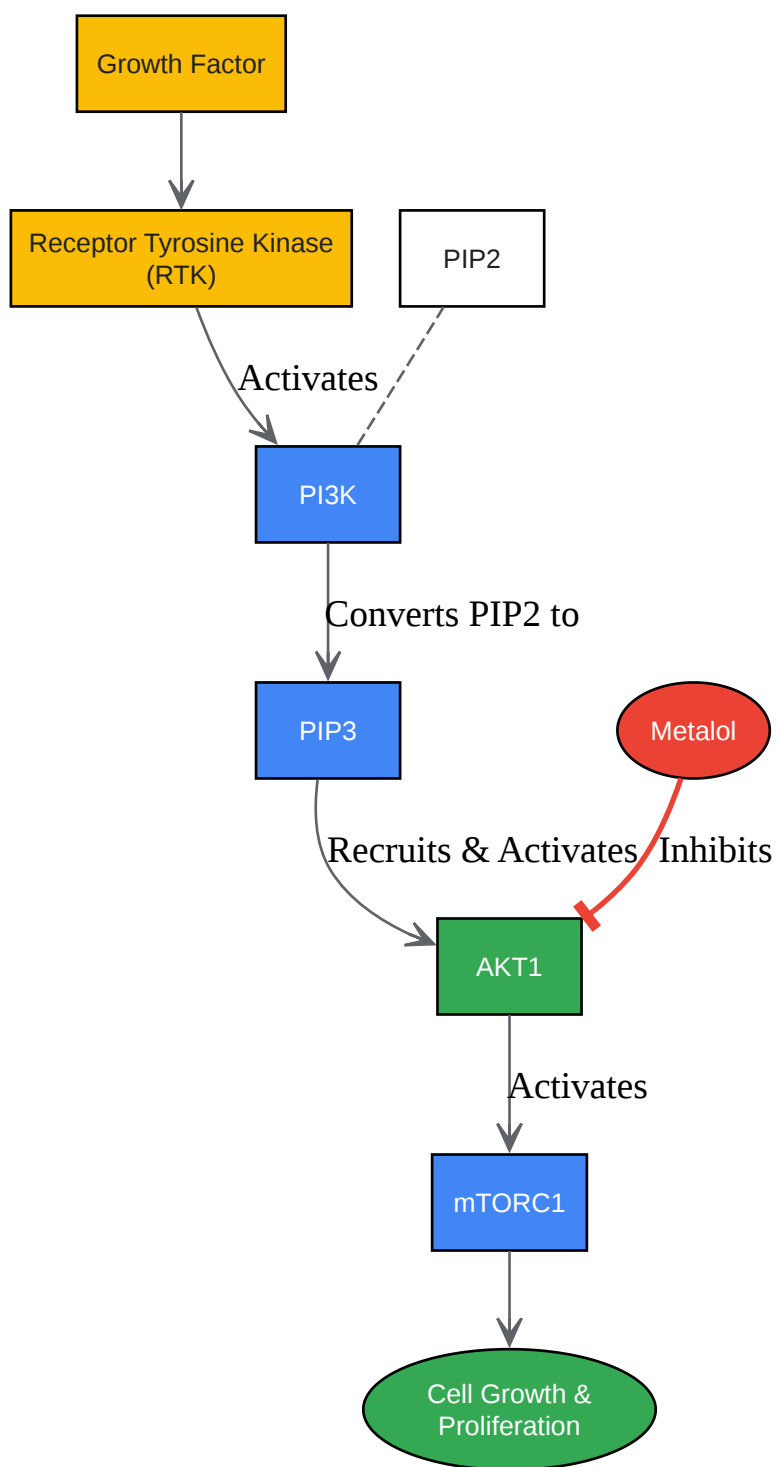 Growth Factor
Receptor Tyrosine Kinase
(RTK)
PIP2
Activates
PI3K
Converts PIP2 to
PIP3
Metalol
Recruits & Activates
Inhibits
AKT1
Activates
mTORC1
Cell Growth &
Proliferation